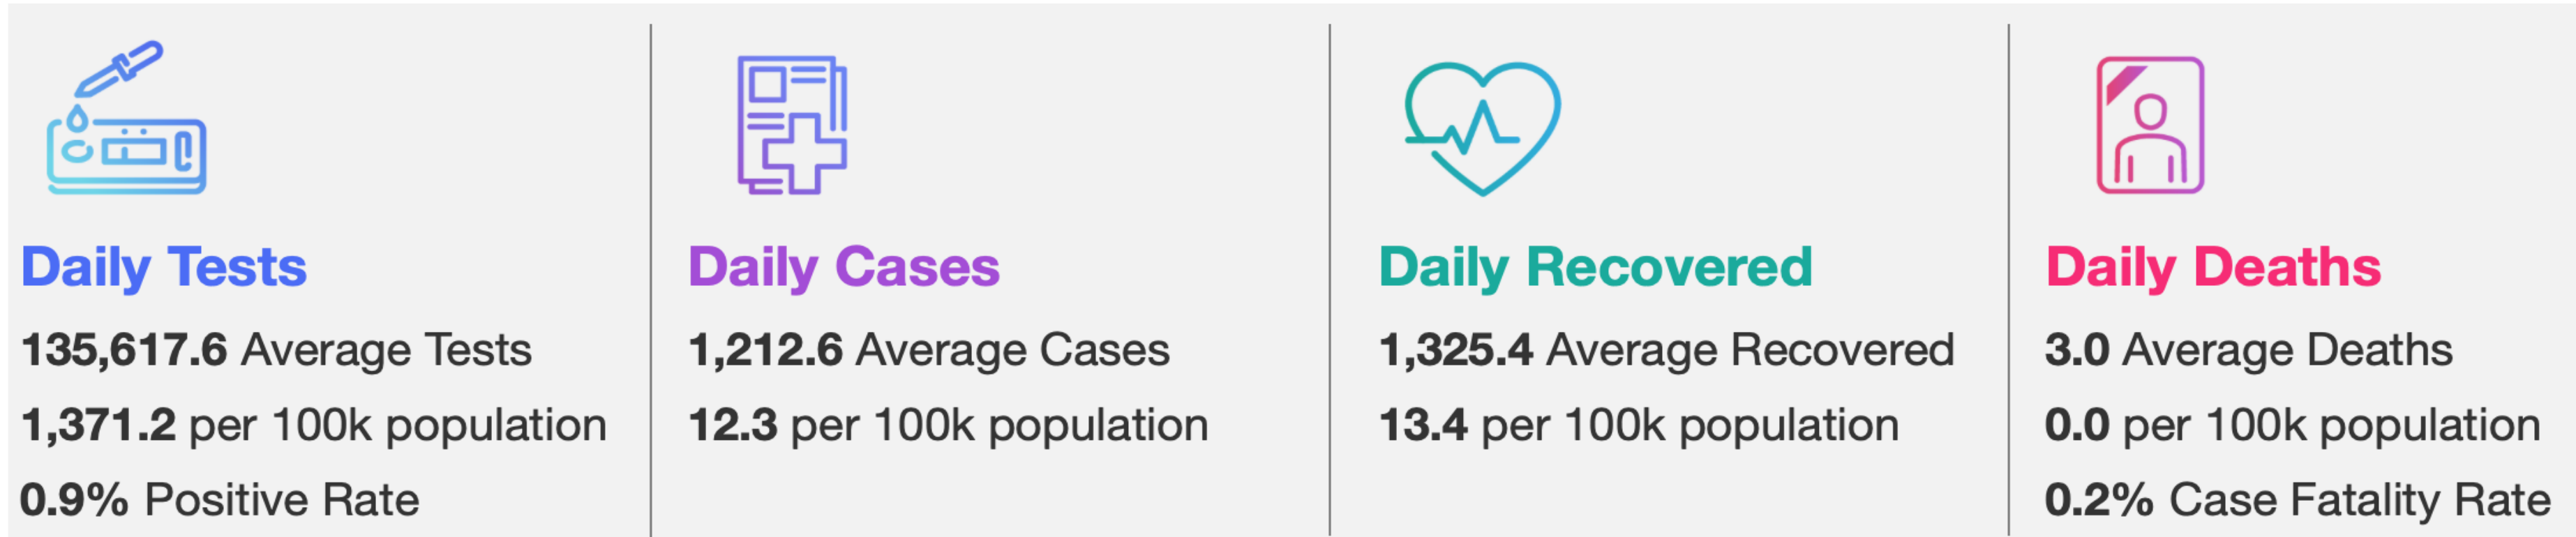 Daily Tests
135,617.6 Average Tests
1,371.2 per 100k population
0.9% Positive Rate
Daily Cases
1,212.6 Average Cases
12.3 per 100k population
Daily Recovered
1,325.4 Average Recovered
13.4 per 100k population
Daily Deaths
3.0 Average Deaths
0.0 per 100k population
0.2% Case Fatality Rate